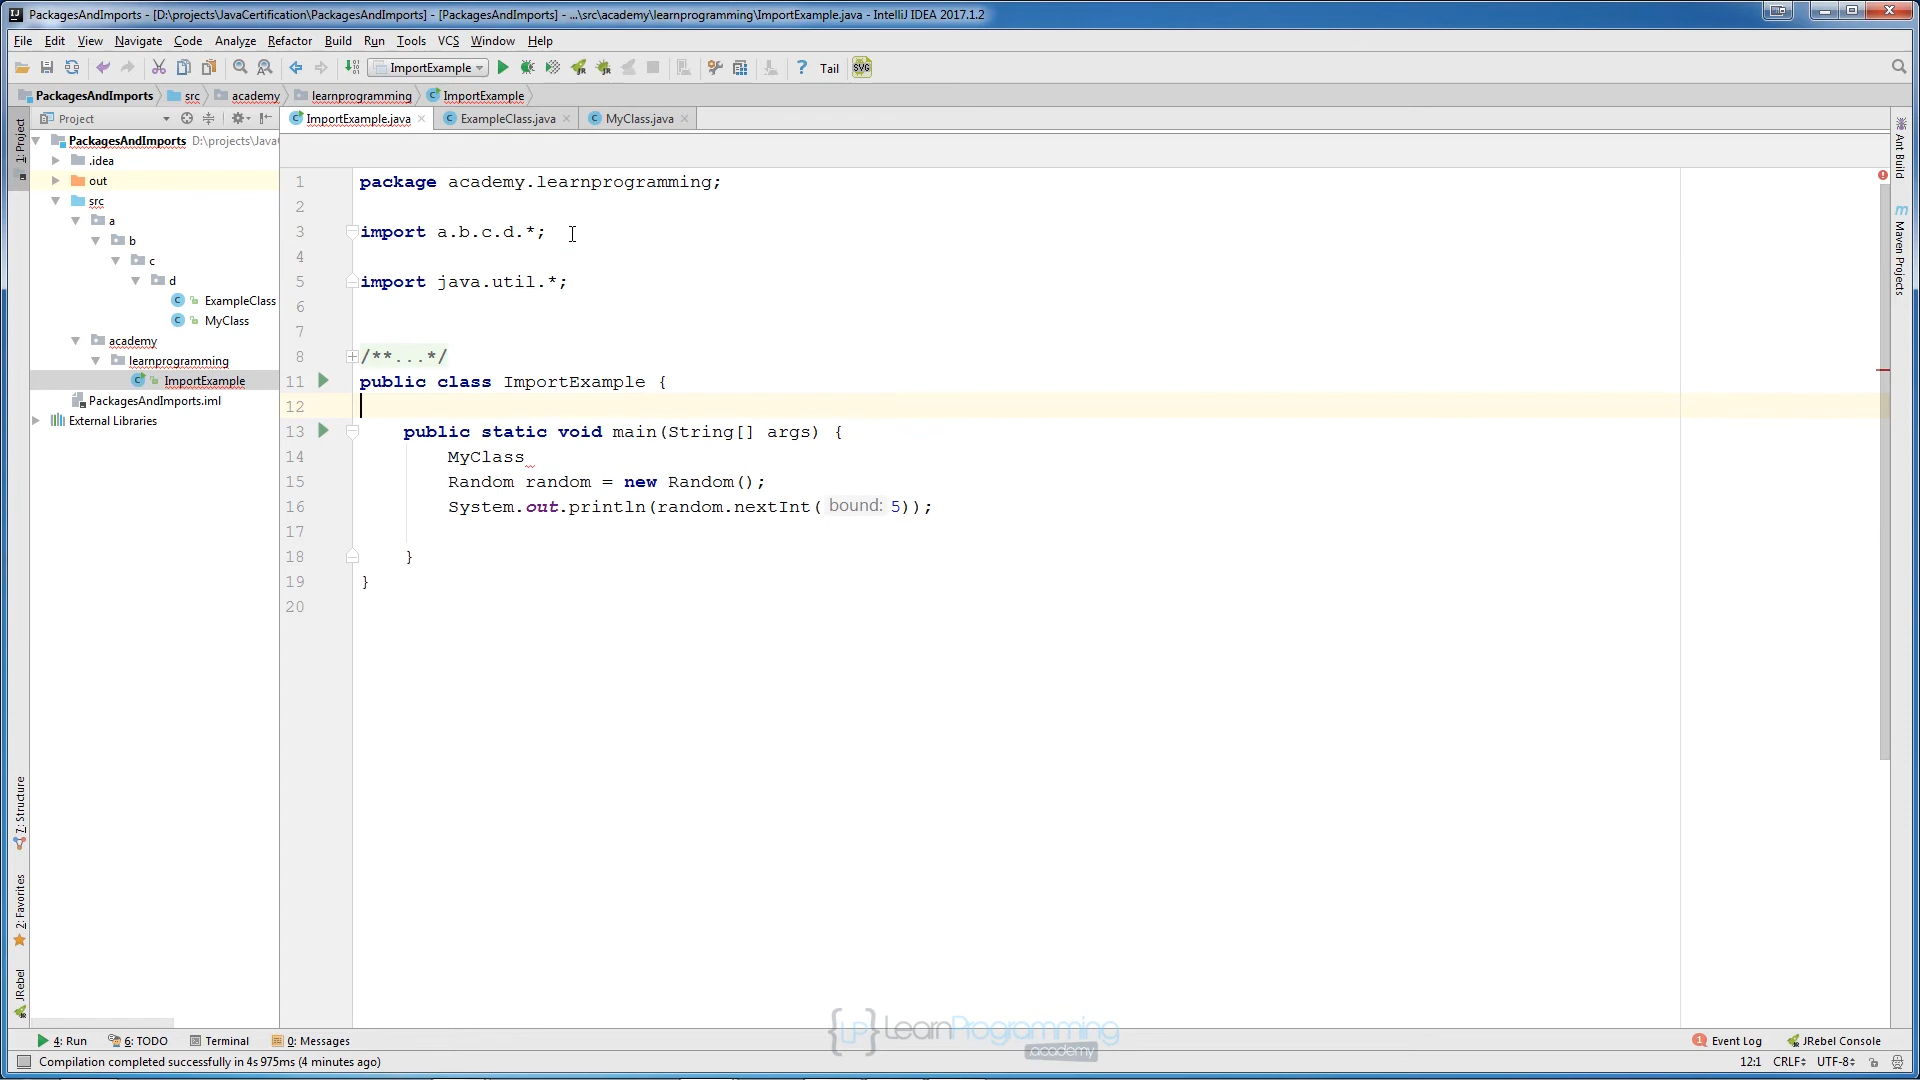 PackagesAndImports - [D:\projects\JavaCertification\PackagesAndImports] - [PackagesAndImports] - ...\src\academy\learnprogramming\ImportExample.java - IntelliJ IDEA 2017.1.2
File Edit View Navigate Code Analyze Refactor Build Run Tools VCS Window Help
ImportExample ? Tail SVG
PackagesAndImports src academy learnprogramming ImportExample
Project
ImportExample.java ExampleClass.java MyClass.java
PackagesAndImports D:\projects\Java
.idea
out
src
a
b
c
d
ExampleClass
MyClass
academy
learnprogramming
ImportExample
PackagesAndImports.iml
External Libraries
1: Project
7: Structure
2: Favorites
JRebel
1 package academy.learnprogramming;
2
3 import a.b.c.d.*;
4
5 import java.util.*;
6
7
8 /**...*/
11 public class ImportExample {
12
13 public static void main(String[] args) {
14 MyClass
15 Random random = new Random();
16 System.out.println(random.nextInt( bound: 5));
17
18 }
19 }
20
Ant Build
Maven Projects
{LP} LearnProgramming
.academy
4: Run 6: TODO Terminal 0: Messages
1 Event Log JRebel Console
Compilation completed successfully in 4s 975ms (4 minutes ago)
12:1 CRLF UTF-8